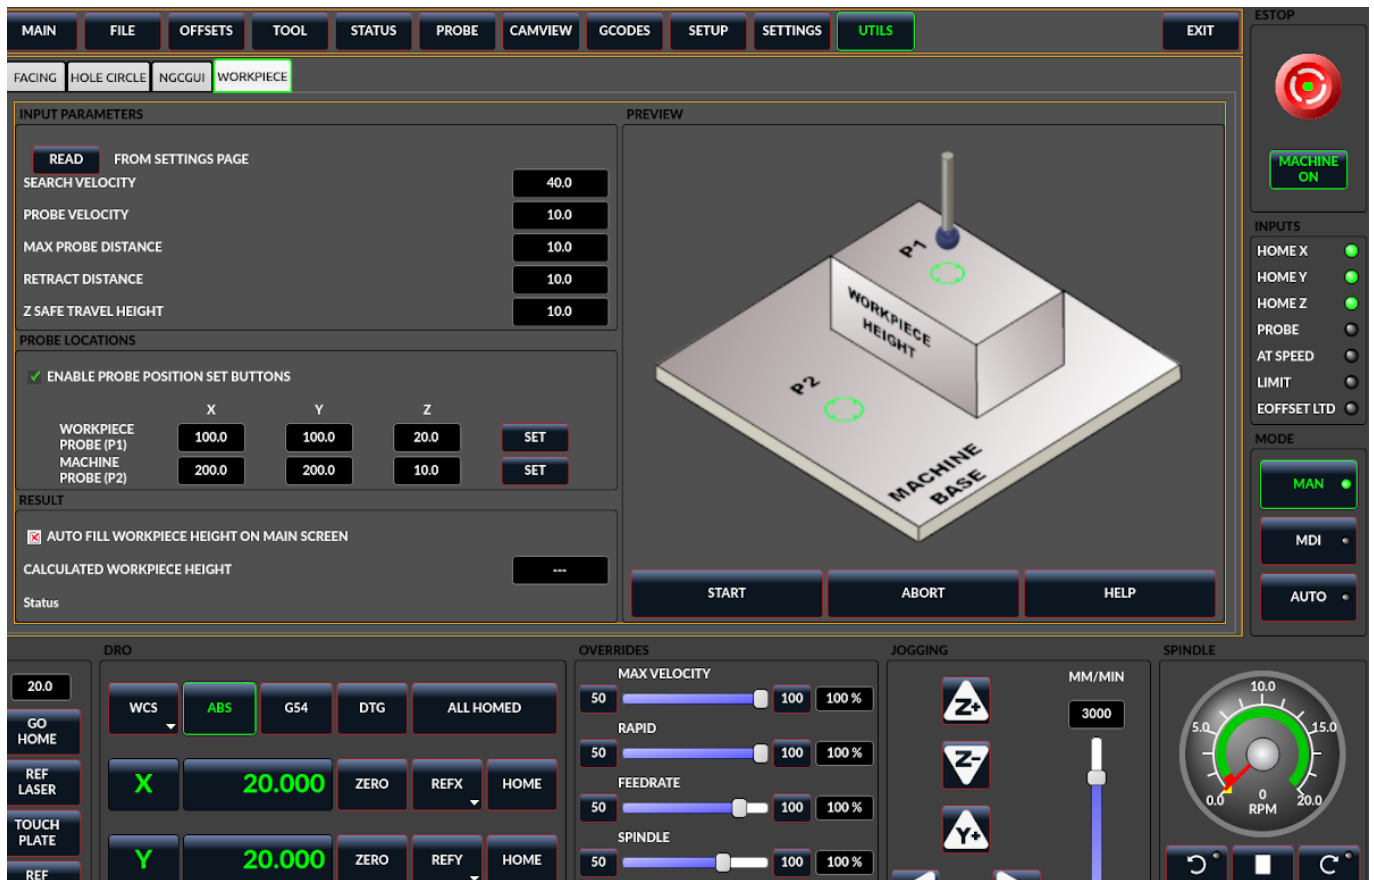 MAIN FILE OFFSETS TOOL STATUS PROBE CAMVIEW GCODES SETUP SETTINGS UTILS EXIT
FACING HOLE CIRCLE NGCGUI WORKPIECE
INPUT PARAMETERS
READ FROM SETTINGS PAGE
SEARCH VELOCITY 40.0
PROBE VELOCITY 10.0
MAX PROBE DISTANCE 10.0
RETRACT DISTANCE 10.0
Z SAFE TRAVEL HEIGHT 10.0
PROBE LOCATIONS
ENABLE PROBE POSITION SET BUTTONS
X Y Z
WORKPIECE
PROBE (P1) 100.0 100.0 20.0 SET
MACHINE
PROBE (P2) 200.0 200.0 10.0 SET
RESULT
AUTO FILL WORKPIECE HEIGHT ON MAIN SCREEN
CALCULATED WORKPIECE HEIGHT ---
Status
PREVIEW
P1
WORKPIECE
HEIGHT
P2
MACHINE
BASE
START ABORT HELP
ESTOP
MACHINE
ON
INPUTS
HOME X
HOME Y
HOME Z
PROBE
AT SPEED
LIMIT
EOFFSET LTD
MODE
MAN
MDI
AUTO
20.0
GO
HOME
REF
LASER
TOUCH
PLATE
REF
DRO
WCS ABS G54 DTG ALL HOMED
X 20.000 ZERO REFX HOME
Y 20.000 ZERO REFY HOME
OVERRIDES
MAX VELOCITY
50 100 100 %
RAPID
50 100 100 %
FEEDRATE
50 100 100 %
SPINDLE
50 100 100 %
JOGGING
Z+
Z-
Y+
MM/MIN
3000
SPINDLE
10.0
5.0 15.0
0.0 0 20.0
RPM